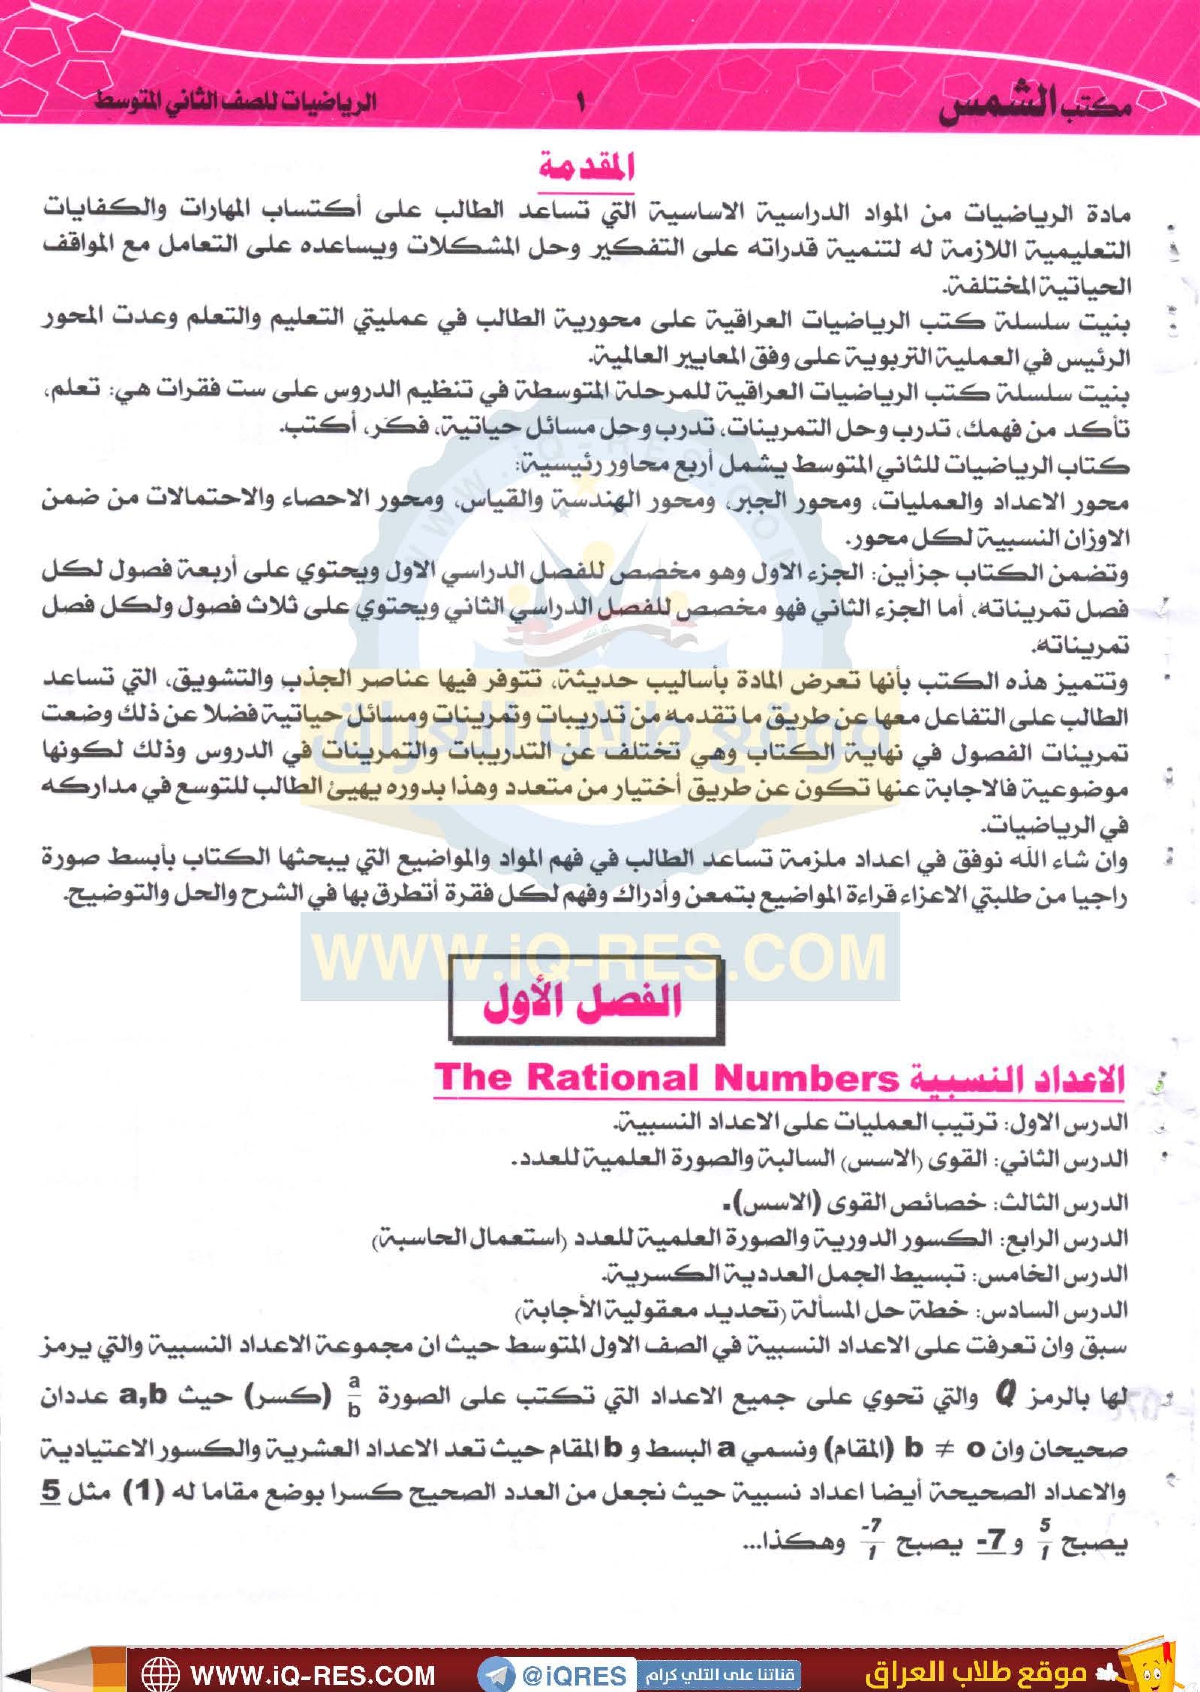 مكتب الشمس
١
الرياضيات للصف الثاني المتوسط
المقدمة
مادة الرياضيات من المواد الدراسية الاساسية التي تساعد الطالب على أكتساب المهارات والكفايات
التعليمية اللازمة له لتنمية قدراته على التفكير وحل المشكلات ويساعده على التعامل مع المواقف
الحياتية المختلفة.
بنيت سلسلة كتب الرياضيات العراقية على محورية الطالب في عمليتي التعليم والتعلم وعدت المحور
الرئيس في العملية التربوية على وفق المعايير العالمية.
بنيت سلسلة كتب الرياضيات العراقية للمرحلة المتوسطة في تنظيم الدروس على ست فقرات هي: تعلم،
تأكد من فهمك، تدرب وحل التمرينات، تدرب وحل مسائل حياتية، فكر، أكتب.
كتاب الرياضيات للثاني المتوسط يشمل أربع محاور رئيسية:
محور الاعداد والعمليات، ومحور الجبر، ومحور الهندسة والقياس، ومحور الاحصاء والاحتمالات من ضمن
الاوزان النسبية لكل محور.
وتضمن الكتاب جزأين: الجزء الاول وهو مخصص للفصل الدراسي الاول ويحتوي على أربعة فصول لكل
فصل تمريناته، أما الجزء الثاني فهو مخصص للفصل الدراسي الثاني ويحتوي على ثلاث فصول ولكل فصل
تمريناته.
وتتميز هذه الكتب بأنها تعرض المادة بأساليب حديثة، تتوفر فيها عناصر الجذب والتشويق، التي تساعد
الطالب على التفاعل معها عن طريق ما تقدمه من تدريبات وتمرينات ومسائل حياتية فضلا عن ذلك وضعت
تمرينات الفصول في نهاية الكتاب وهي تختلف عن التدريبات والتمرينات في الدروس وذلك لكونها
موضوعية فالاجابة عنها تكون عن طريق أختيار من متعدد وهذا بدوره يهيئ الطالب للتوسع في مداركه
في الرياضيات.
وان شاء الله نوفق في اعداد ملزمة تساعد الطالب في فهم المواد والمواضيع التي يبحثها الكتاب بأبسط صورة
راجيا من طلبتي الاعزاء قراءة المواضيع بتمعن وأدراك وفهم لكل فقرة أتطرق بها في الشرح والحل والتوضيح.
موقع طلاب العراق
WWW.iQ-RES.COM
الفصل الأول
الاعداد النسبية The Rational Numbers
الدرس الاول: ترتيب العمليات على الاعداد النسبية.
الدرس الثاني: القوى (الاسس) السالبة والصورة العلمية للعدد.
الدرس الثالث: خصائص القوى (الاسس).
الدرس الرابع: الكسور الدورية والصورة العلمية للعدد (استعمال الحاسبة)
الدرس الخامس: تبسيط الجمل العددية الكسرية.
الدرس السادس: خطة حل المسألة (تحديد معقولية الأجابة)
سبق وان تعرفت على الاعداد النسبية في الصف الاول المتوسط حيث ان مجموعة الاعداد النسبية والتي يرمز
لها بالرمز Q والتي تحوي على جميع الاعداد التي تكتب على الصورة a/b (كسر) حيث a,b عددان
صحيحان وان b ≠ o (المقام) ونسمي a البسط و b المقام حيث تعد الاعداد العشرية والكسور الاعتيادية
والاعداد الصحيحة أيضا اعداد نسبية حيث نجعل من العدد الصحيح كسرا بوضع مقاما له (1) مثل 5
يصبح 5/1 و 7- يصبح -7/1 وهكذا...
WWW.iQ-RES.COM
@iQRES
قناتنا على التلي كرام
موقع طلاب العراق